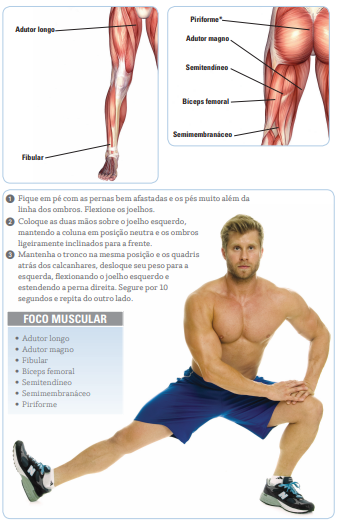 Adutor longo
Fibular
Piriforme*
Adutor magno
Semitendíneo
Bíceps femoral
Semimembranáceo
1 Fique em pé com as pernas bem afastadas e os pés muito além da
linha dos ombros. Flexione os joelhos.
2 Coloque as duas mãos sobre o joelho esquerdo,
mantendo a coluna em posição neutra e os ombros
ligeiramente inclinados para a frente.
3 Mantenha o tronco na mesma posição e os quadris
atrás dos calcanhares, desloque seu peso para a
esquerda, flexionando o joelho esquerdo e
estendendo a perna direita. Segure por 10
segundos e repita do outro lado.
FOCO MUSCULAR
• Adutor longo
• Adutor magno
• Fibular
• Bíceps femoral
• Semitendíneo
• Semimembranáceo
• Piriforme